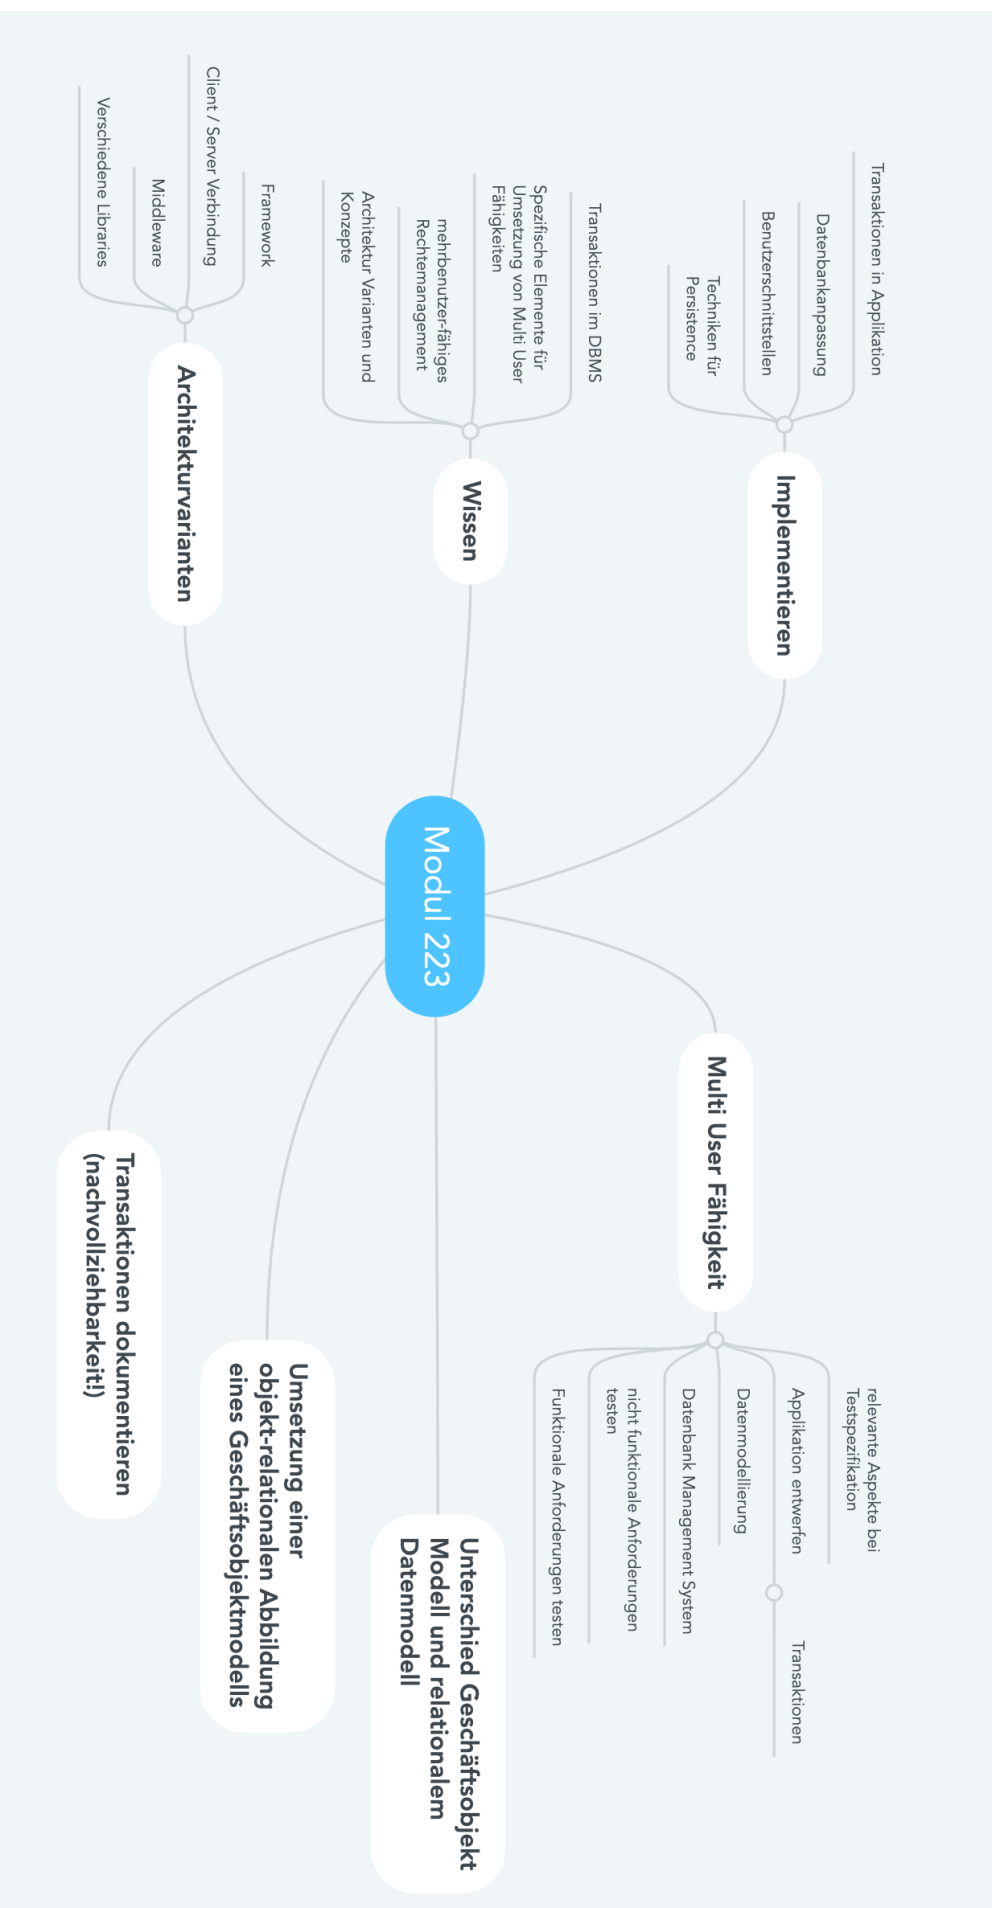 Modul 223
Implementieren
Transaktionen in Applikation
Datenbankanpassung
Benutzerschnittstellen
Techniken für
Persistence
Wissen
Transaktionen im DBMS
Spezifische Elemente für
Umsetzung von Multi User
Fähigkeiten
mehrbenutzer-fähiges
Rechtemanagement
Architektur Varianten und
Konzepte
Architekturvarianten
Framework
Client / Server Verbindung
Middleware
Verschiedene Libraries
Multi User Fähigkeit
relevante Aspekte bei
Testspezifikation
Applikation entwerfen
Transaktionen
Datenmodellierung
Datenbank Management System
nicht funktionale Anforderungen
testen
Funktionale Anforderungen testen
Unterschied Geschäftsobjekt
Modell und relationalem
Datenmodell
Umsetzung einer
objekt-relationalen Abbildung
eines Geschäftsobjektmodells
Transaktionen dokumentieren
(nachvollziehbarkeit!)